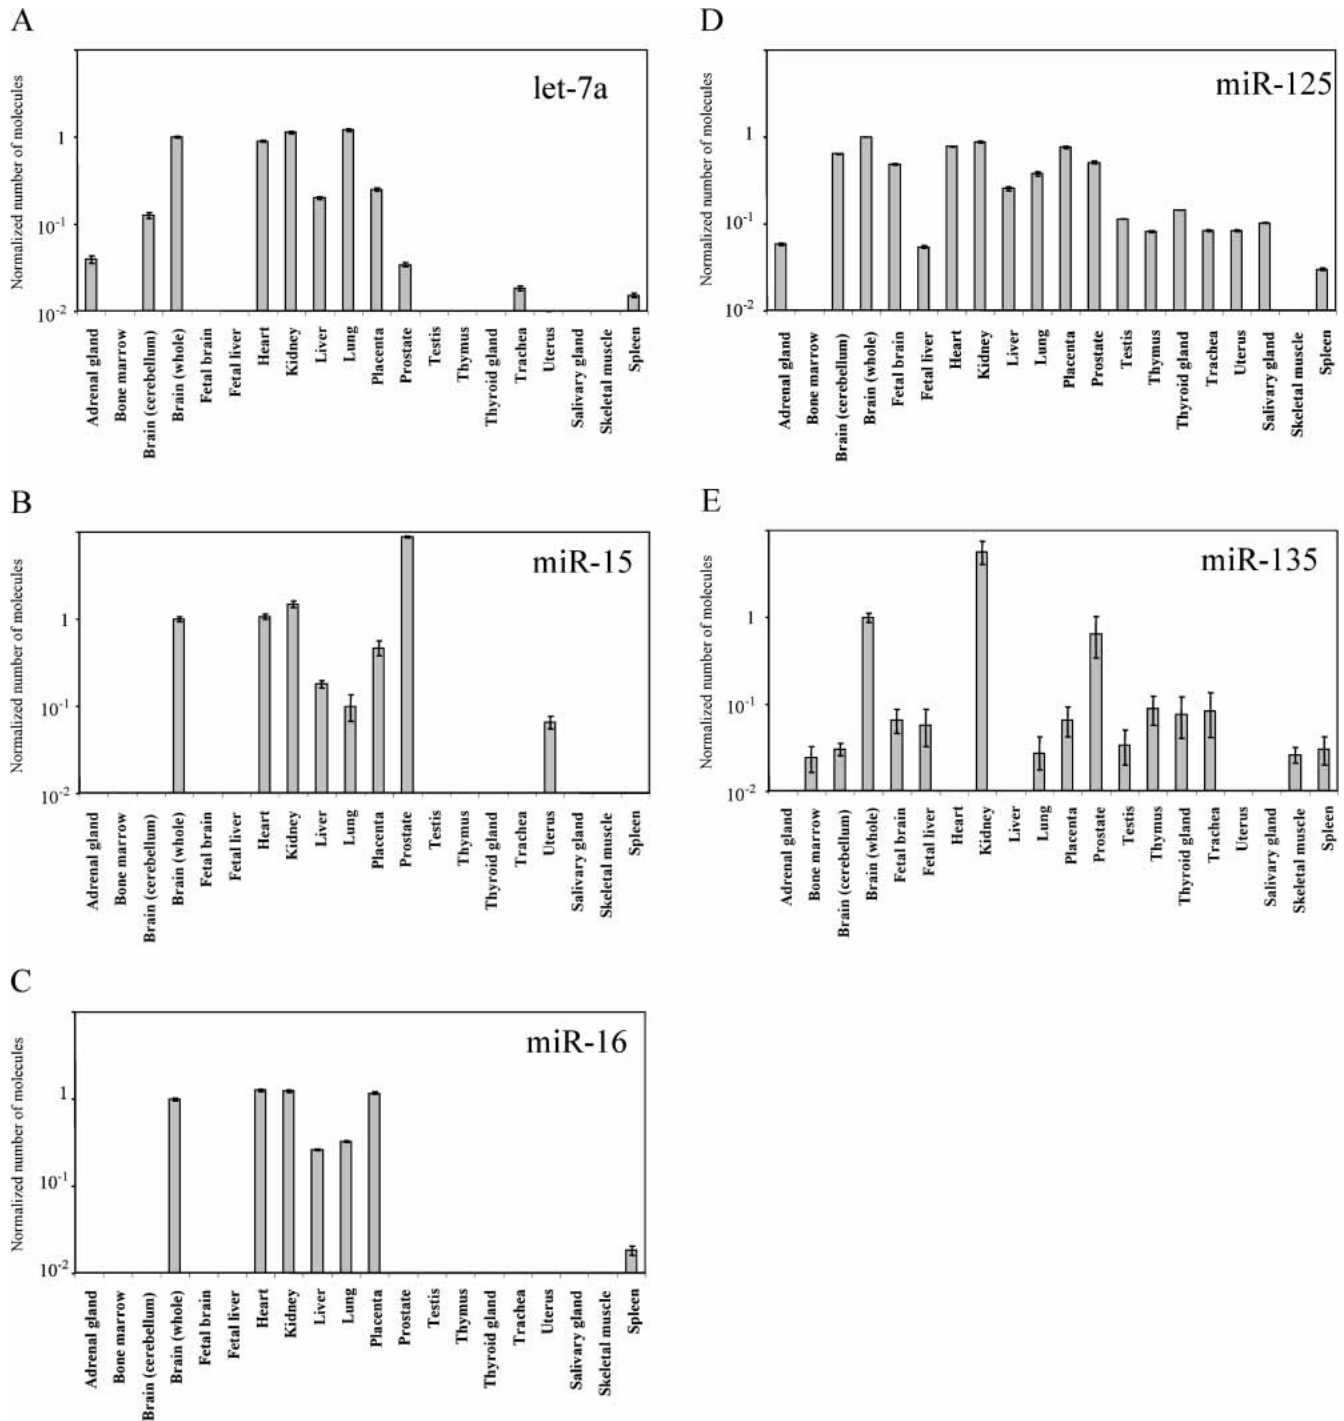 A
Normalized number of molecules
let-7a
1
10-1
10-2
Adrenal gland
Bone marrow
Brain (cerebellum)
Brain (whole)
Fetal brain
Fetal liver
Heart
Kidney
Liver
Lung
Placenta
Prostate
Testis
Thymus
Thyroid gland
Trachea
Uterus
Salivary gland
Skeletal muscle
Spleen
B
Normalized number of molecules
miR-15
1
10-1
10-2
Adrenal gland
Bone marrow
Brain (cerebellum)
Brain (whole)
Fetal brain
Fetal liver
Heart
Kidney
Liver
Lung
Placenta
Prostate
Testis
Thymus
Thyroid gland
Trachea
Uterus
Salivary gland
Skeletal muscle
Spleen
C
Normalized number of molecules
miR-16
1
10-1
10-2
Adrenal gland
Bone marrow
Brain (cerebellum)
Brain (whole)
Fetal brain
Fetal liver
Heart
Kidney
Liver
Lung
Placenta
Prostate
Testis
Thymus
Thyroid gland
Trachea
Uterus
Salivary gland
Skeletal muscle
Spleen
D
Normalized number of molecules
miR-125
1
10-1
10-2
Adrenal gland
Bone marrow
Brain (cerebellum)
Brain (whole)
Fetal brain
Fetal liver
Heart
Kidney
Liver
Lung
Placenta
Prostate
Testis
Thymus
Thyroid gland
Trachea
Uterus
Salivary gland
Skeletal muscle
Spleen
E
Normalized number of molecules
miR-135
1
10-1
10-2
Adrenal gland
Bone marrow
Brain (cerebellum)
Brain (whole)
Fetal brain
Fetal liver
Heart
Kidney
Liver
Lung
Placenta
Prostate
Testis
Thymus
Thyroid gland
Trachea
Uterus
Salivary gland
Skeletal muscle
Spleen